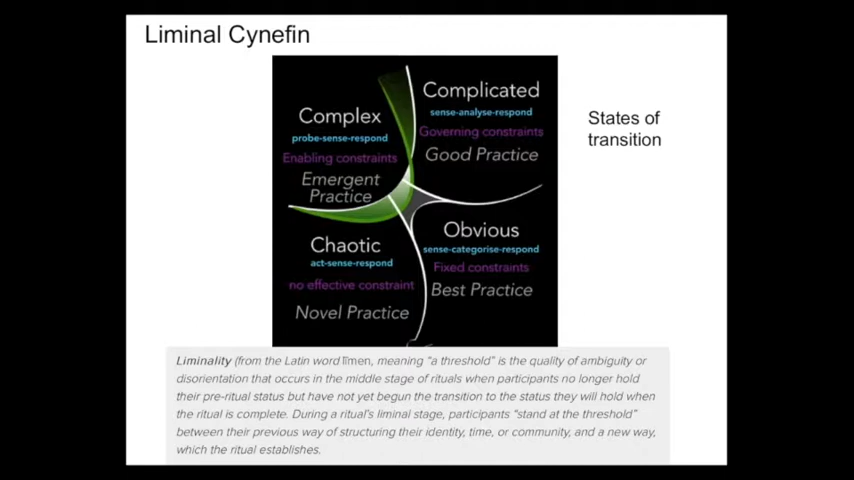 Liminal Cynefin
Complex
probe-sense-respond
Enabling constraints
Emergent
Practice
Complicated
sense-analyse-respond
Governing constraints
Good Practice
States of
transition
Chaotic
act-sense-respond
no effective constraint
Novel Practice
Obvious
sense-categorise-respond
Fixed constraints
Best Practice
Liminality (from the Latin word līmen, meaning “a threshold” is the quality of ambiguity or
disorientation that occurs in the middle stage of rituals when participants no longer hold
their pre-ritual status but have not yet begun the transition to the status they will hold when
the ritual is complete. During a ritual's liminal stage, participants “stand at the threshold”
between their previous way of structuring their identity, time, or community, and a new way,
which the ritual establishes.